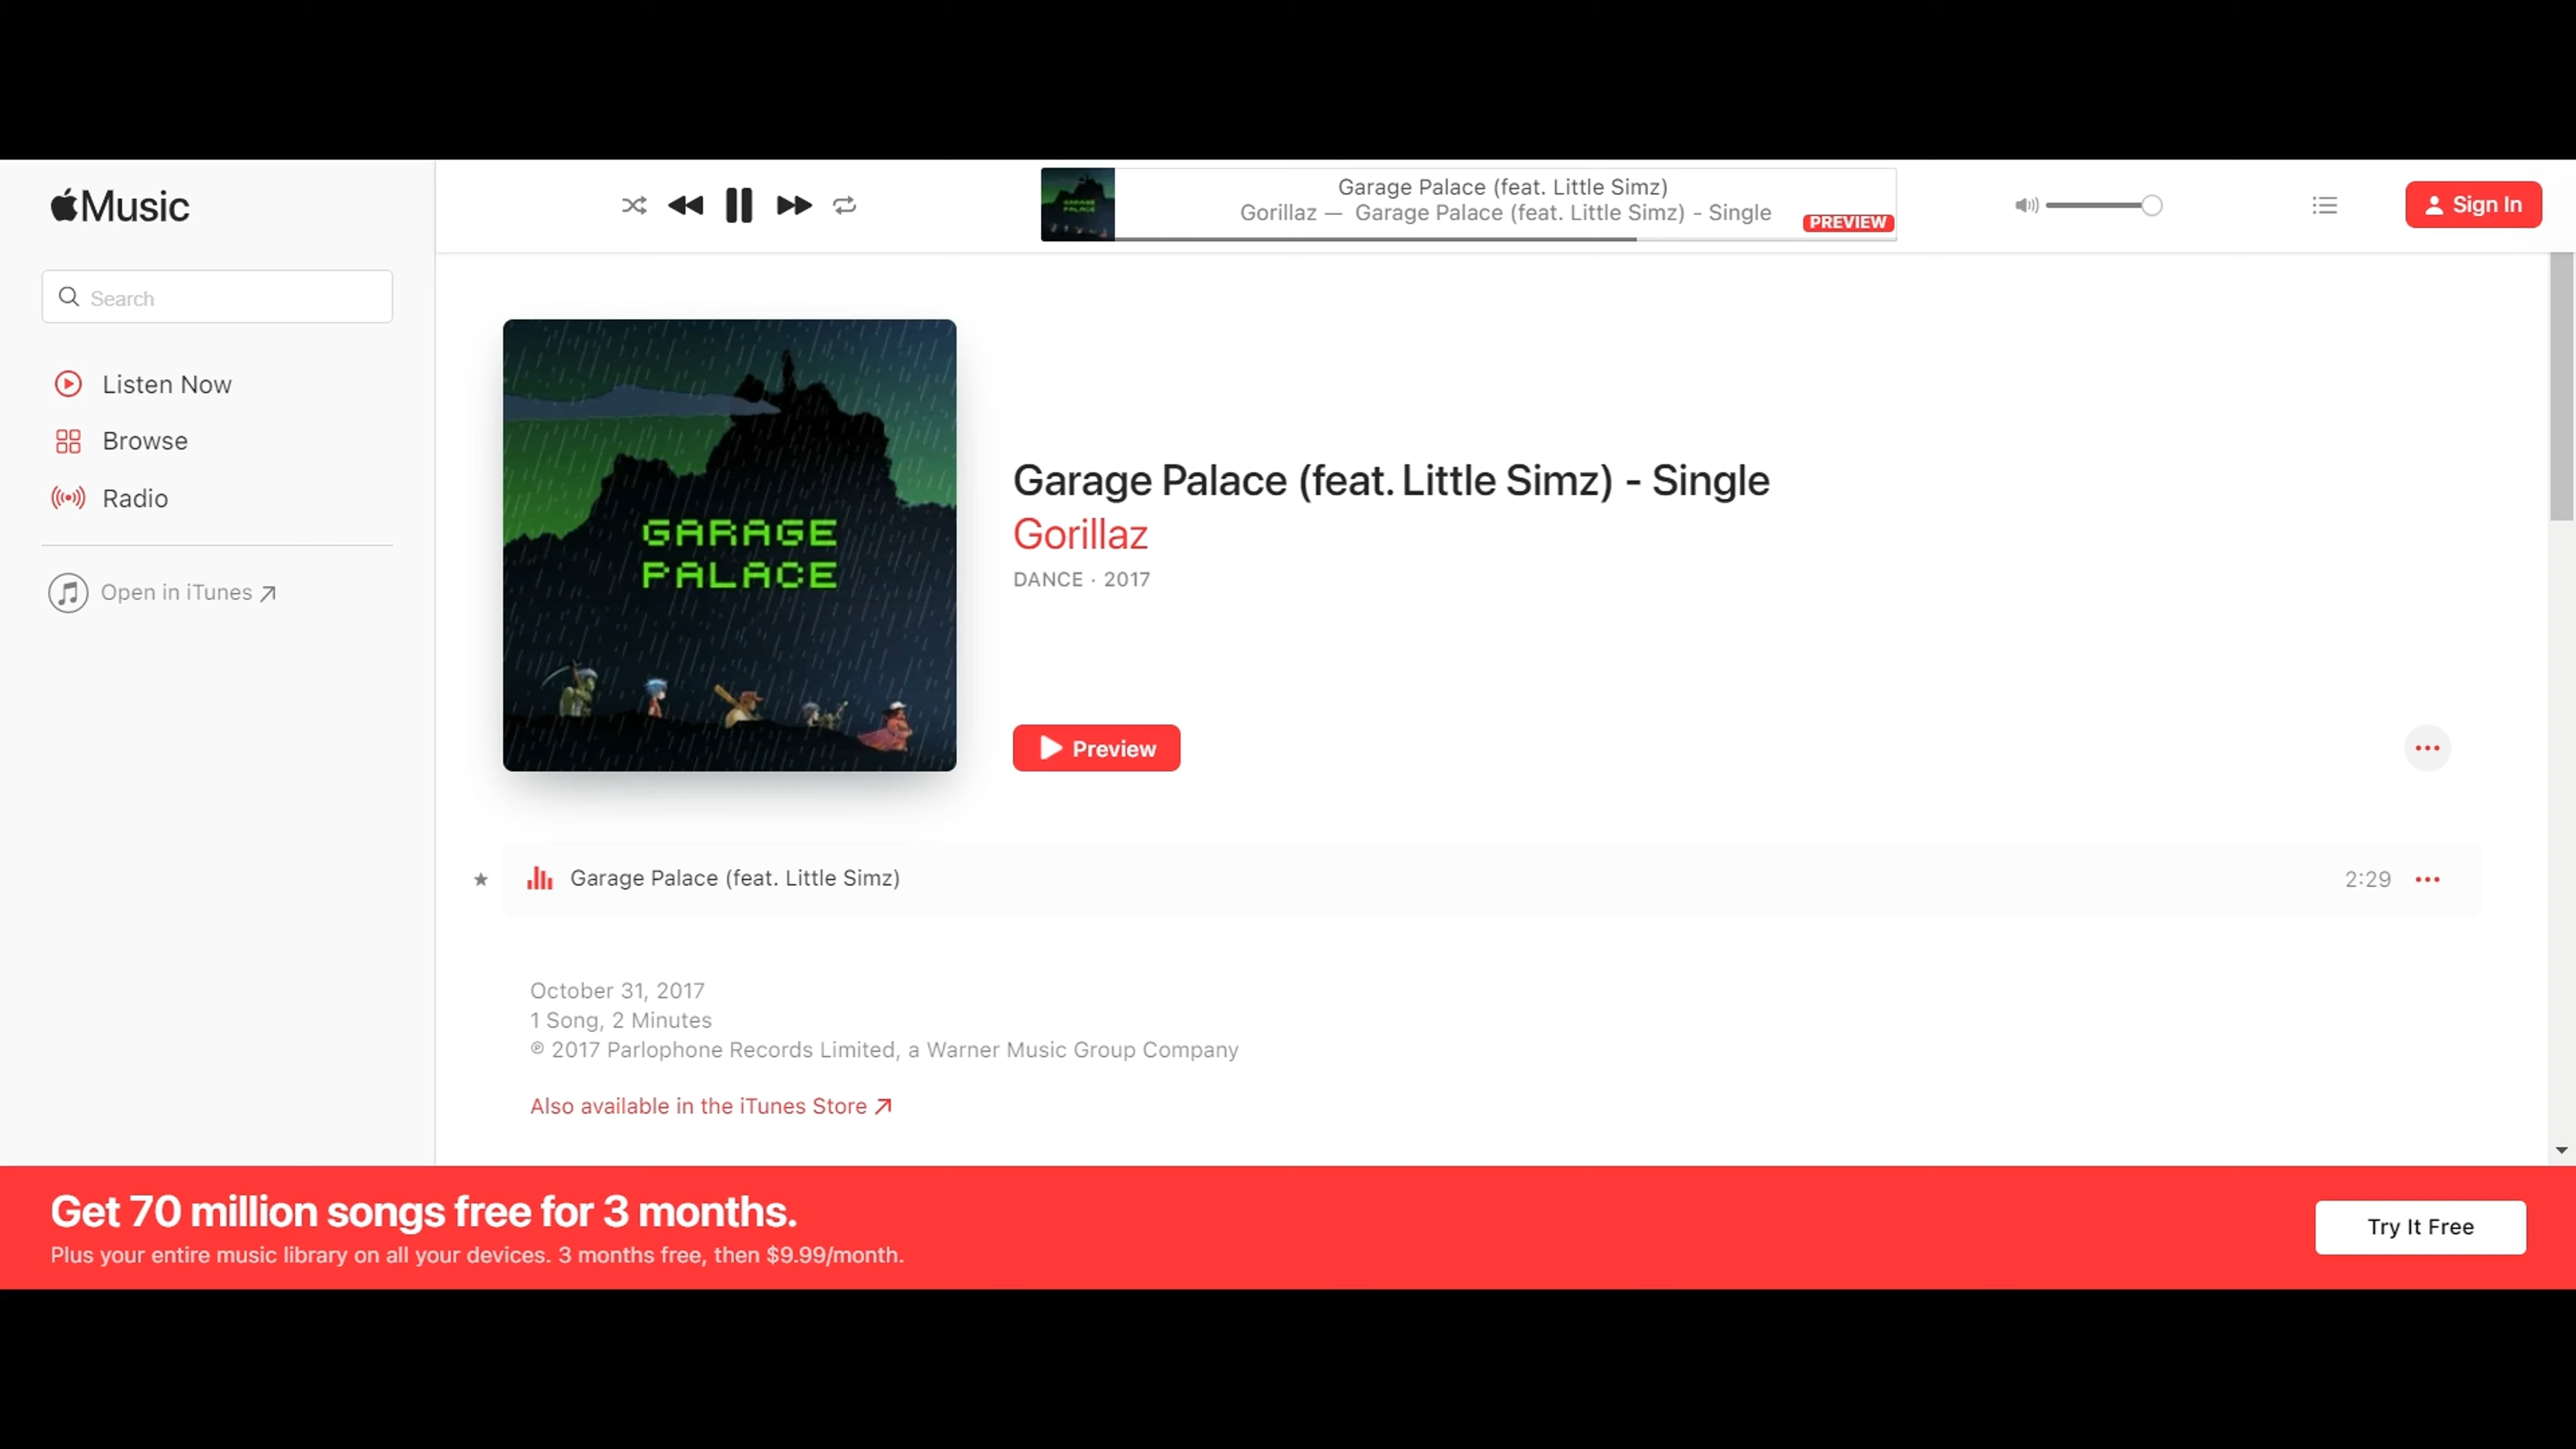 Music
Search
Listen Now
Browse
Radio
Open in iTunes
Garage Palace (feat. Little Simz)
Gorillaz — Garage Palace (feat. Little Simz) - Single
PREVIEW
Sign In
GARAGE
PALACE
GARAGE
PALACE
Garage Palace (feat. Little Simz) - Single
Gorillaz
DANCE · 2017
Preview
Garage Palace (feat. Little Simz)
2:29
October 31, 2017
1 Song, 2 Minutes
℗ 2017 Parlophone Records Limited, a Warner Music Group Company
Also available in the iTunes Store
Get 70 million songs free for 3 months.
Plus your entire music library on all your devices. 3 months free, then $9.99/month.
Try It Free